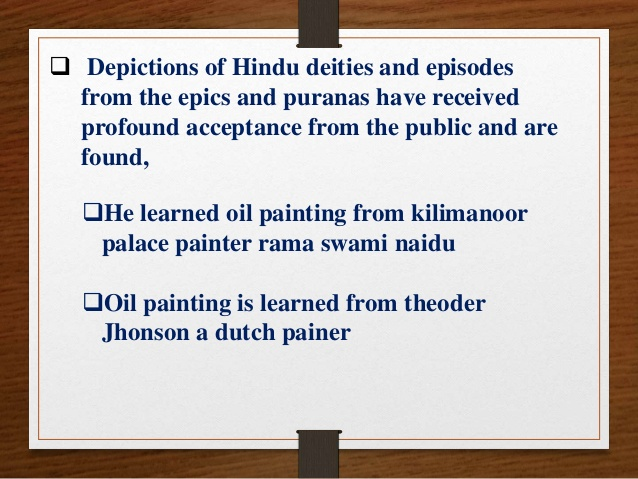 ❑ Depictions of Hindu deities and episodes
from the epics and puranas have received
profound acceptance from the public and are
found,
❑He learned oil painting from kilimanoor
palace painter rama swami naidu
❑Oil painting is learned from theoder
Jhonson a dutch painer